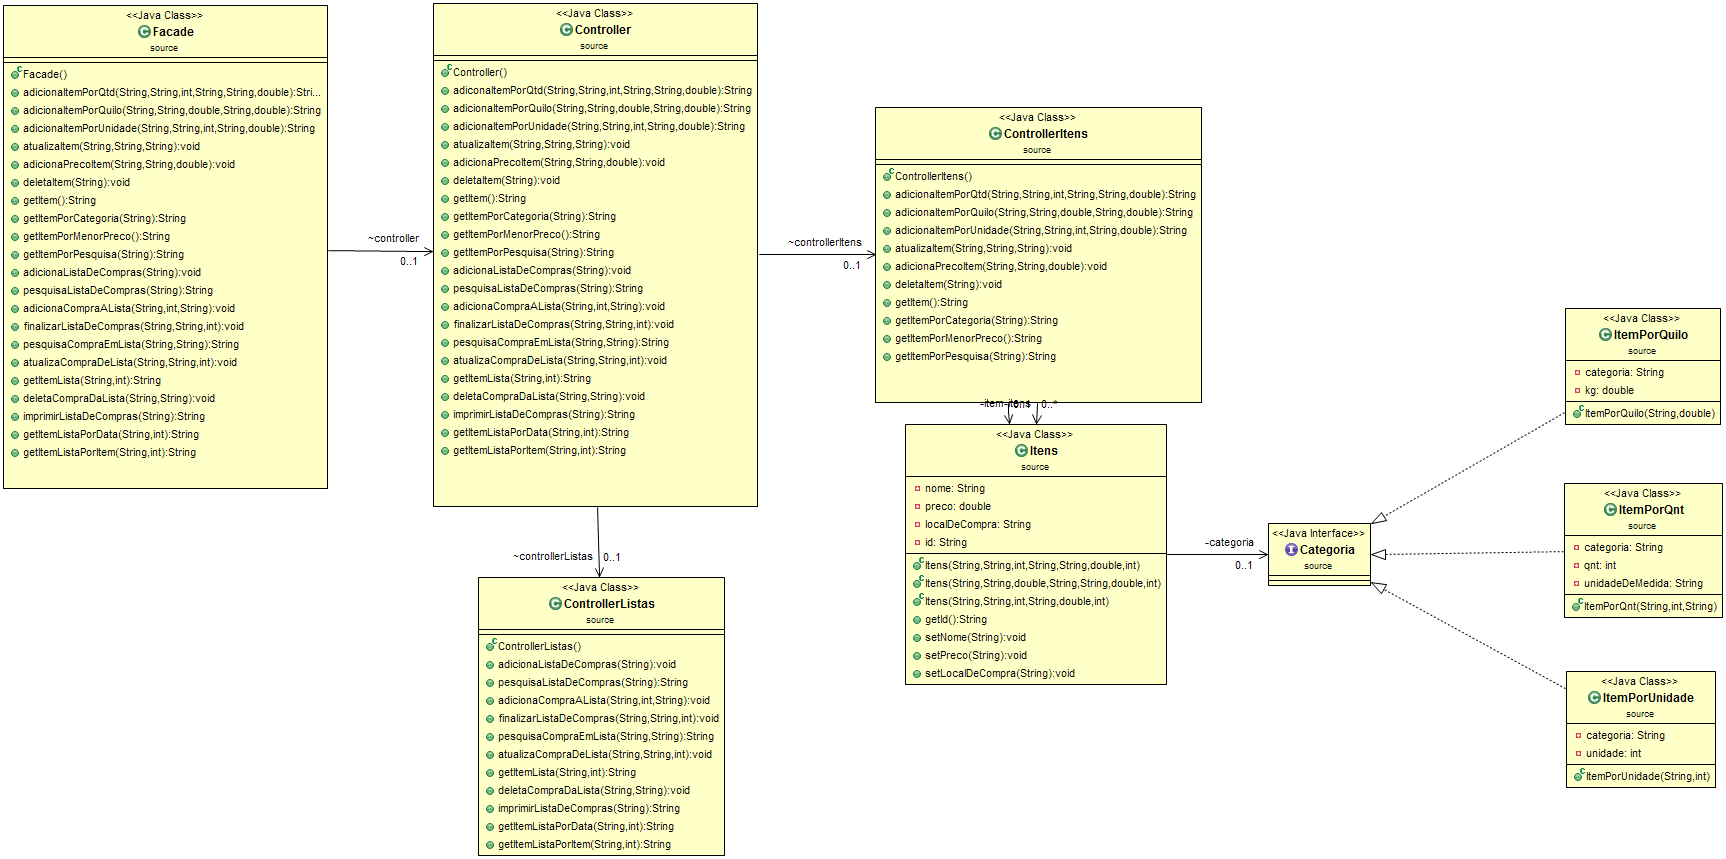 <<Java Class>>
Facade
source
Facade()
adicionaItemPorQtd(String,String,int,String,String,double):Stri...
adicionaItemPorQuilo(String,String,double,String,double):String
adicionaItemPorUnidade(String,String,int,String,double):String
atualizaItem(String,String,String):void
adicionaPrecoItem(String,String,double):void
deletaItem(String):void
getItem():String
getItemPorCategoria(String):String
getItemPorMenorPreco():String
getItemPorPesquisa(String):String
adicionaListaDeCompras(String):void
pesquisaListaDeCompras(String):String
adicionaCompraALista(String,int,String):void
finalizarListaDeCompras(String,String,int):void
pesquisaCompraEmLista(String,String):String
atualizaCompraDeLista(String,String,int):void
getItemLista(String,int):String
deletaCompraDaLista(String,String):void
imprimirListaDeCompras(String):String
getItemListaPorData(String,int):String
getItemListaPorItem(String,int):String
~controller
0..1
<<Java Class>>
Controller
source
Controller()
adiconaItemPorQtd(String,String,int,String,String,double):String
adicionaItemPorQuilo(String,String,double,String,double):String
adicionaItemPorUnidade(String,String,int,String,double):String
atualizaItem(String,String,String):void
adicionaPrecoItem(String,String,double):void
deletaItem(String):void
getItem():String
getItemPorCategoria(String):String
getItemPorMenorPreco():String
getItemPorPesquisa(String):String
adicionaListaDeCompras(String):void
pesquisaListaDeCompras(String):String
adicionaCompraALista(String,int,String):void
finalizarListaDeCompras(String,String,int):void
pesquisaCompraEmLista(String,String):String
atualizaCompraDeLista(String,String,int):void
getItemLista(String,int):String
deletaCompraDaLista(String,String):void
imprimirListaDeCompras(String):String
getItemListaPorData(String,int):String
getItemListaPorItem(String,int):String
~controllerListas
0..1
<<Java Class>>
ControllerListas
source
ControllerListas()
adicionaListaDeCompras(String):void
pesquisaListaDeCompras(String):String
adicionaCompraALista(String,int,String):void
finalizarListaDeCompras(String,String,int):void
pesquisaCompraEmLista(String,String):String
atualizaCompraDeLista(String,String,int):void
getItemLista(String,int):String
deletaCompraDaLista(String,String):void
imprimirListaDeCompras(String):String
getItemListaPorData(String,int):String
getItemListaPorItem(String,int):String
~controllerItens
0..1
<<Java Class>>
ControllerItens
source
ControllerItens()
adicionaItemPorQtd(String,String,int,String,String,double):String
adicionaItemPorQuilo(String,String,double,String,double):String
adicionaItemPorUnidade(String,String,int,String,double):String
atualizaItem(String,String,String):void
adicionaPrecoItem(String,String,double):void
deletaItem(String):void
getItem():String
getItemPorCategoria(String):String
getItemPorMenorPreco():String
getItemPorPesquisa(String):String
-item
-itens
0..*
<<Java Class>>
Itens
source
nome: String
preco: double
localDeCompra: String
id: String
Itens(String,String,int,String,String,double,int)
Itens(String,String,double,String,String,double,int)
Itens(String,String,int,String,double,int)
getId():String
setNome(String):void
setPreco(String):void
setLocalDeCompra(String):void
-categoria
0..1
<<Java Interface>>
Categoria
source
<<Java Class>>
ItemPorQuilo
source
categoria: String
kg: double
ItemPorQuilo(String,double)
<<Java Class>>
ItemPorQnt
source
categoria: String
qnt: int
unidadeDeMedida: String
ItemPorQnt(String,int,String)
<<Java Class>>
ItemPorUnidade
source
categoria: String
unidade: int
ItemPorUnidade(String,int)